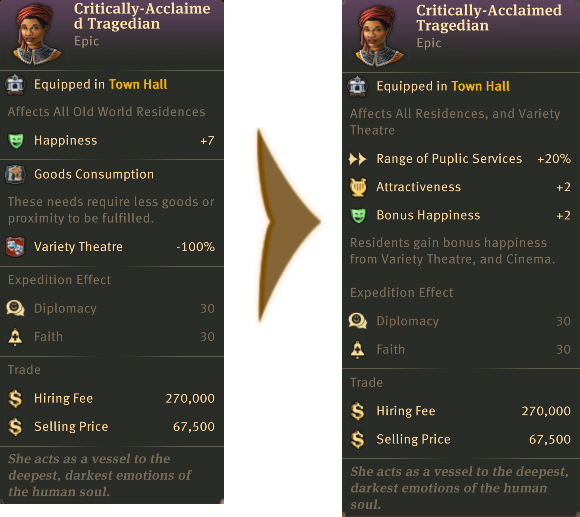 Critically-Acclaime
d Tragedian
Epic
Equipped in Town Hall
Affects All Old World Residences
Happiness +7
Goods Consumption
These needs require less goods or
proximity to be fulfilled.
Variety Theatre -100%
Expedition Effect
Diplomacy 30
Faith 30
Trade
Hiring Fee 270,000
Selling Price 67,500
She acts as a vessel to the
deepest, darkest emotions of
the human soul.
Critically-Acclaimed
Tragedian
Epic
Equipped in Town Hall
Affects All Residences, and Variety
Theatre
Range of Puplic Services +20%
Attractiveness +2
Bonus Happiness +2
Residents gain bonus happiness
from Variety Theatre, and Cinema.
Expedition Effect
Diplomacy 30
Faith 30
Trade
Hiring Fee 270,000
Selling Price 67,500
She acts as a vessel to the deepest,
darkest emotions of the human
soul.